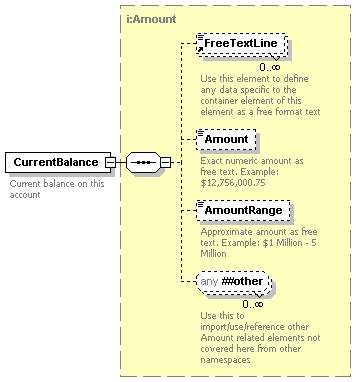 i:Amount
FreeTextLine
0..∞
Use this element to define
any data specific to the
container element of this
element as a free format text
Amount
Exact numeric amount as
free text. Example:
$12,756,000.75
CurrentBalance
Current balance on this
account
AmountRange
Approximate amount as free
text. Example: $1 Million - 5
Million
any ##other
0..∞
Use this to
import/use/reference other
Amount related elements not
covered here from other
namespaces